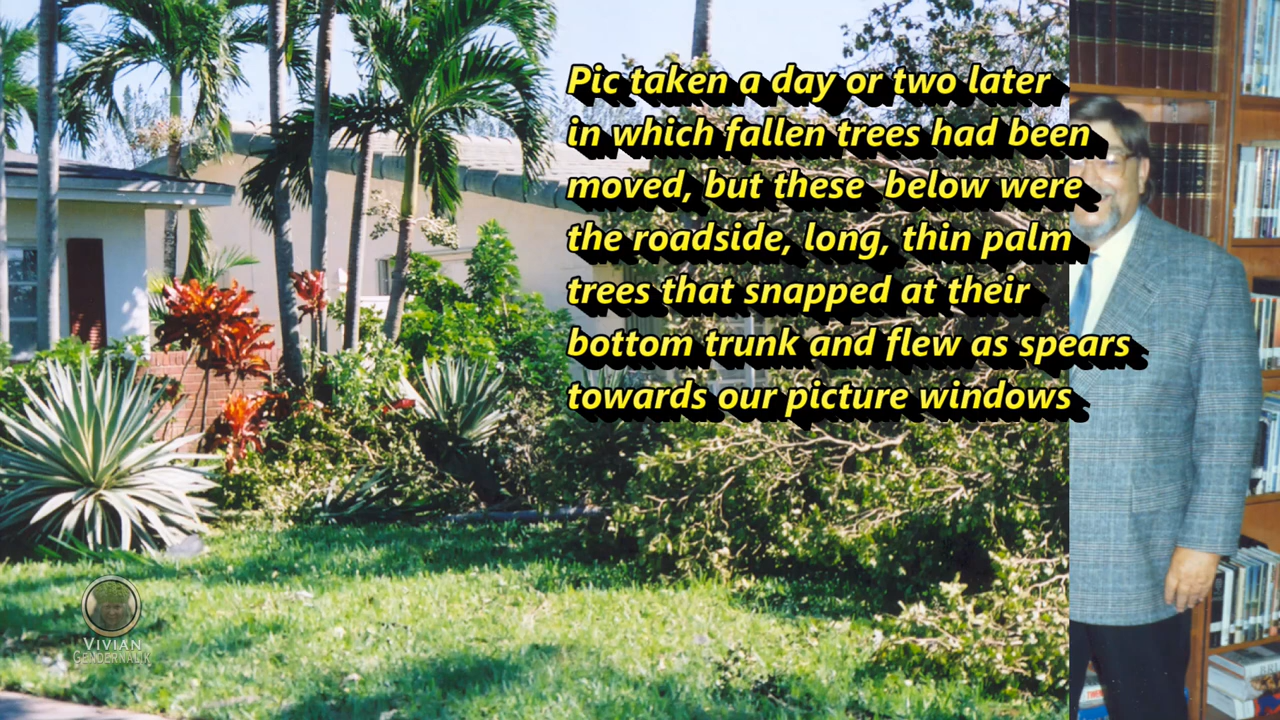 Pic taken a day or two later
in which fallen trees had been
moved, but these below were
the roadside, long, thin palm
trees that snapped at their
bottom trunk and flew as spears
towards our picture windows
VIVIAN